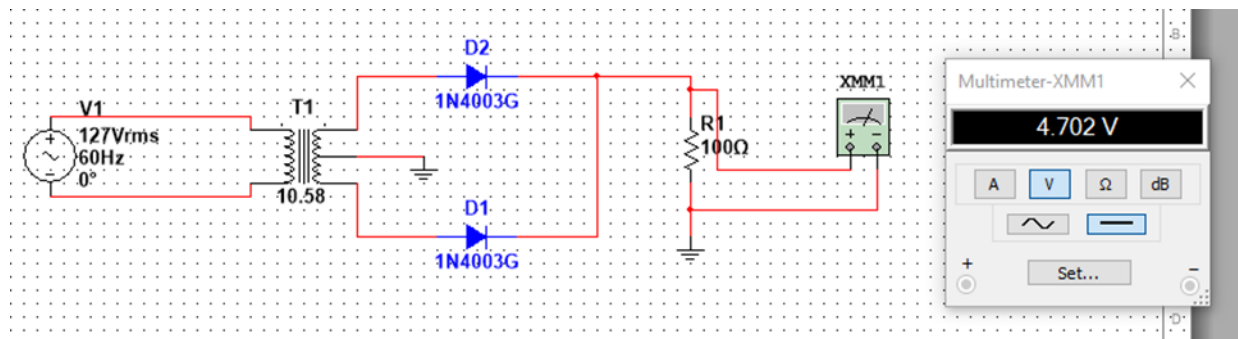 V1
127Vrms
60Hz
0°
T1
10.58
D2
1N4003G
D1
1N4003G
R1
100Ω
XMM1
+ −
B
D
Multimeter-XMM1 ×
4.702 V
A V Ω dB
+ Set... −